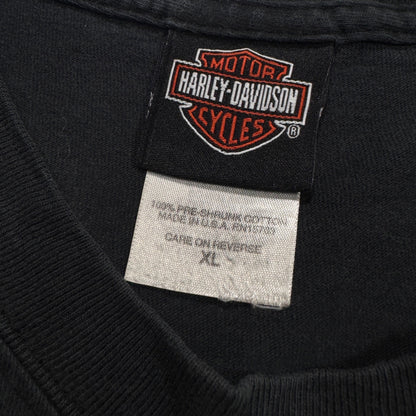 MOTOR
HARLEY-DAVIDSON
CYCLES
®
100% PRE-SHRUNK COTTON
MADE IN U.S.A. RN15763
CARE ON REVERSE
XL